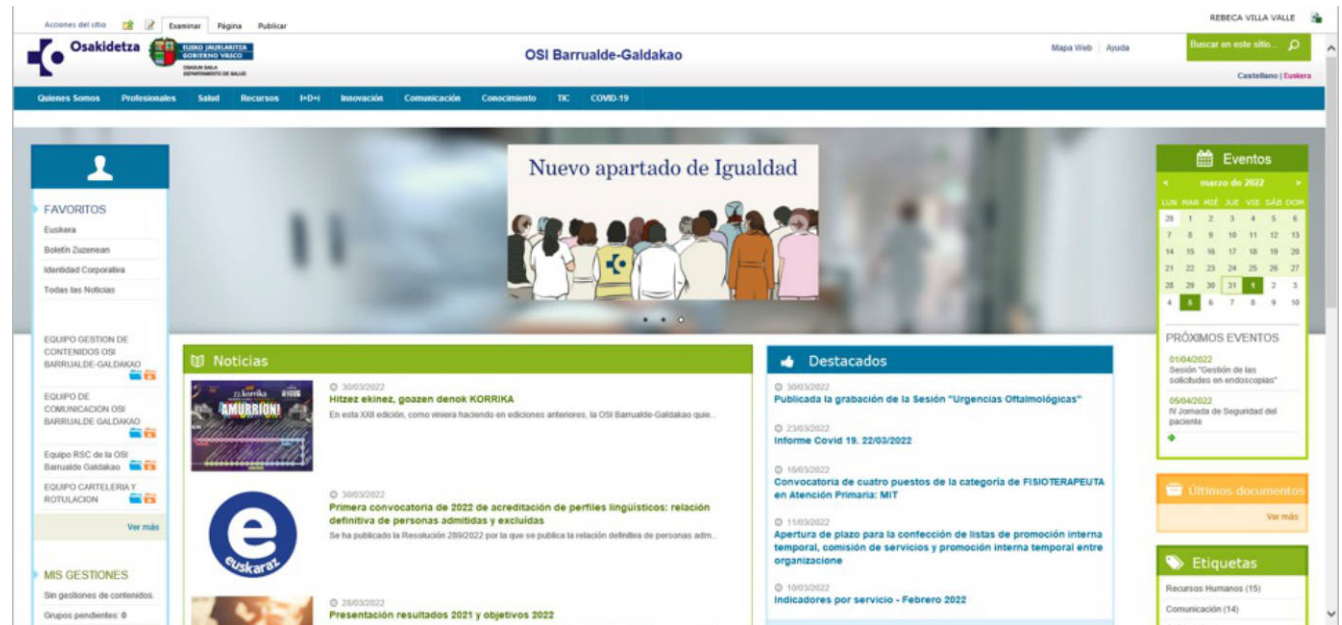 Acciones del sitio
Examinar
Página
Publicar
REBECA VILLA VALLE
Osakidetza
EUSKO JAURLARITZA
GOBIERNO VASCO
OSASUN SAILA
DEPARTAMENTO DE SALUD
OSI Barrualde-Galdakao
Mapa Web
Ayuda
Buscar en este sitio...
Castellano | Euskera
Quienes Somos
Profesionales
Salud
Recursos
I+D+i
Innovación
Comunicación
Conocimiento
TIC
COVID-19
Nuevo apartado de Igualdad
FAVORITOS
Euskera
Boletín Zuzenean
Identidad Corporativa
Todas las Noticias
EQUIPO GESTION DE
CONTENIDOS OSI
BARRUALDE-GALDAKAO
EQUIPO DE
COMUNICACION OSI
BARRUALDE GALDAKAO
Equipo RSC de la OSI
Barrualde Galdakao
EQUIPO CARTELERIA Y
ROTULACION
Ver más
MIS GESTIONES
Sin gestiones de contenidos.
Grupos pendientes: 0
Noticias
22.korrika
AMURRION!
30/03/2022
Hitzez ekinez, goazen denok KORRIKA
En esta XXII edición, como viniera haciendo en ediciones anteriores, la OSI Barrualde-Galdakao quie...
e
euskaraz
30/03/2022
Primera convocatoria de 2022 de acreditación de perfiles lingüísticos: relación
definitiva de personas admitidas y excluidas
Se ha publicado la Resolución 289/2022 por la que se publica la relación definitiva de personas adm...
28/03/2022
Presentación resultados 2021 y objetivos 2022
Destacados
30/03/2022
Publicada la grabación de la Sesión "Urgencias Oftalmológicas"
23/03/2022
Informe Covid 19. 22/03/2022
16/03/2022
Convocatoria de cuatro puestos de la categoría de FISIOTERAPEUTA
en Atención Primaria: MIT
11/03/2022
Apertura de plazo para la confección de listas de promoción interna
temporal, comisión de servicios y promoción interna temporal entre
organizacione
10/03/2022
Indicadores por servicio - Febrero 2022
Eventos
< marzo de 2022 >
LUN MAR MIÉ JUE VIE SÁB DOM
28 1 2 3 4 5 6
7 8 9 10 11 12 13
14 15 16 17 18 19 20
21 22 23 24 25 26 27
28 29 30 31 1 2 3
4 5 6 7 8 9 10
PRÓXIMOS EVENTOS
01/04/2022
Sesión "Gestión de las
solicitudes en endoscopias"
05/04/2022
IV Jornada de Seguridad del
paciente
Últimos documentos
Ver más
Etiquetas
Recursos Humanos (15)
Comunicación (14)